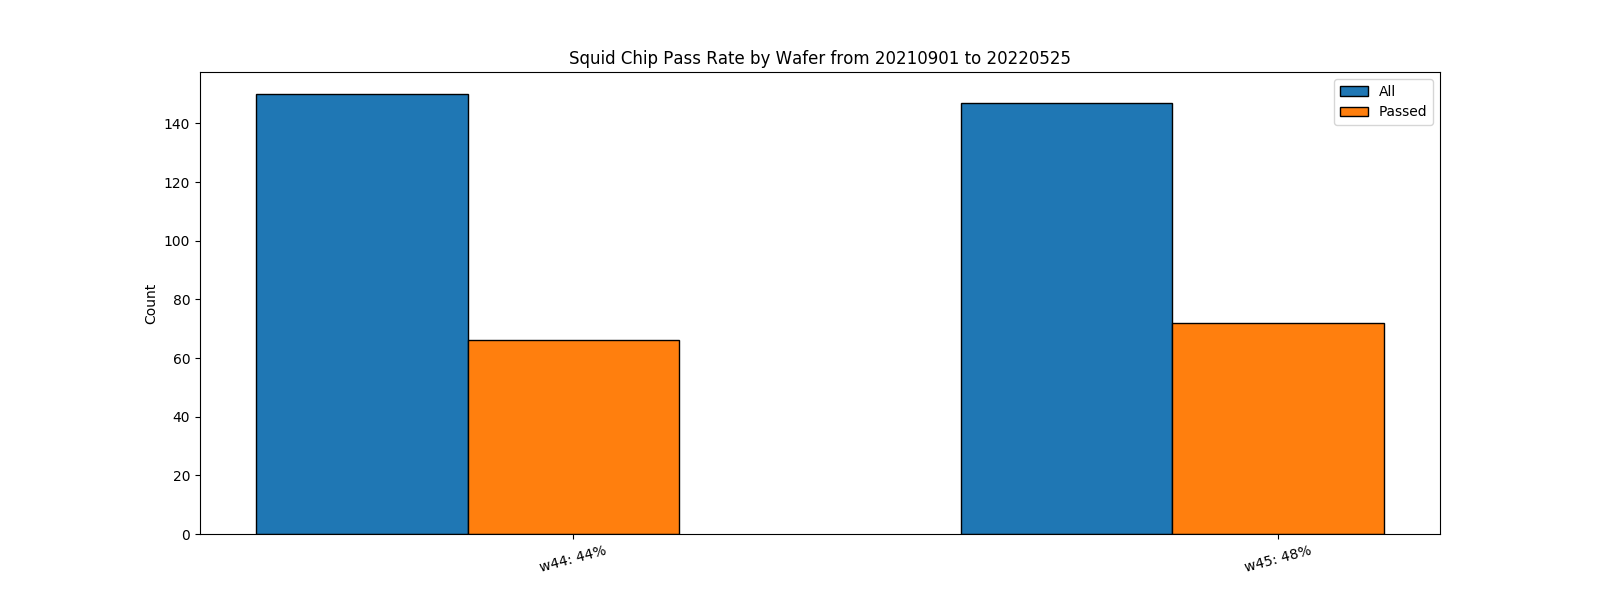 Squid Chip Pass Rate by Wafer from 20210901 to 20220525
All
Passed
Count
140
120
100
80
60
40
20
0
w44: 44%
w45: 48%